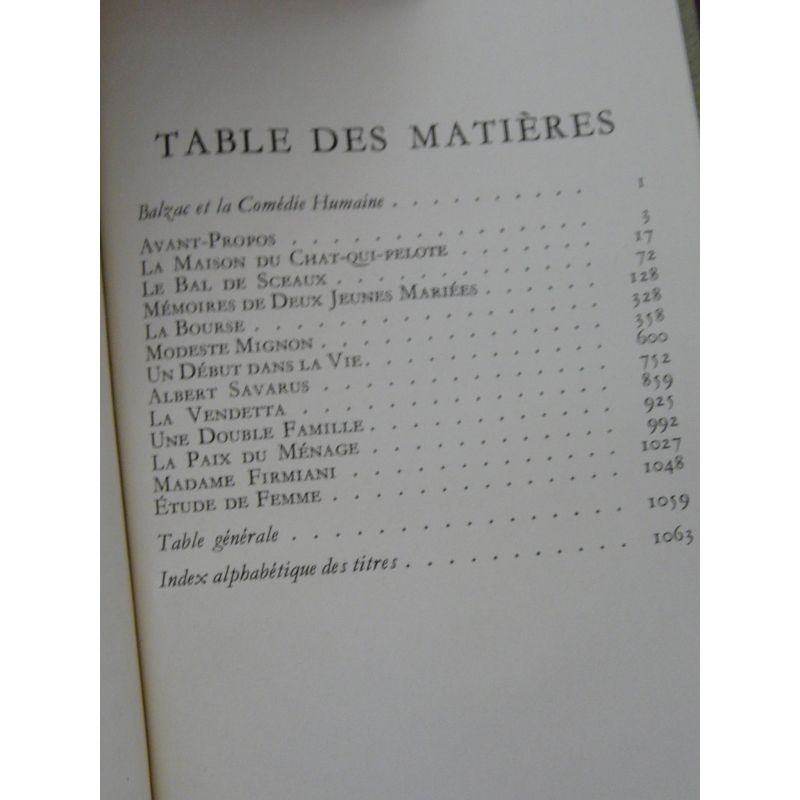 TABLE DES MATIÈRES
Balzac et la Comédie Humaine . . . . . . . . . . 1
AVANT-PROPOS . . . . . . . . . . . . . . 3
LA MAISON DU CHAT-QUI-PELOTE . . . . . . . 17
LE BAL DE SCEAUX . . . . . . . . . . . . 72
MÉMOIRES DE DEUX JEUNES MARIÉES . . . . . . 128
LA BOURSE . . . . . . . . . . . . . . . 328
MODESTE MIGNON . . . . . . . . . . . . 358
UN DÉBUT DANS LA VIE . . . . . . . . . . . 600
ALBERT SAVARUS . . . . . . . . . . . . . 752
LA VENDETTA . . . . . . . . . . . . . . 859
UNE DOUBLE FAMILLE . . . . . . . . . . . 925
LA PAIX DU MÉNAGE . . . . . . . . . . . 992
MADAME FIRMIANI . . . . . . . . . . . . 1027
ÉTUDE DE FEMME . . . . . . . . . . . . . 1048
Table générale . . . . . . . . . . . . . . . 1059
Index alphabétique des titres . . . . . . . . . . 1063